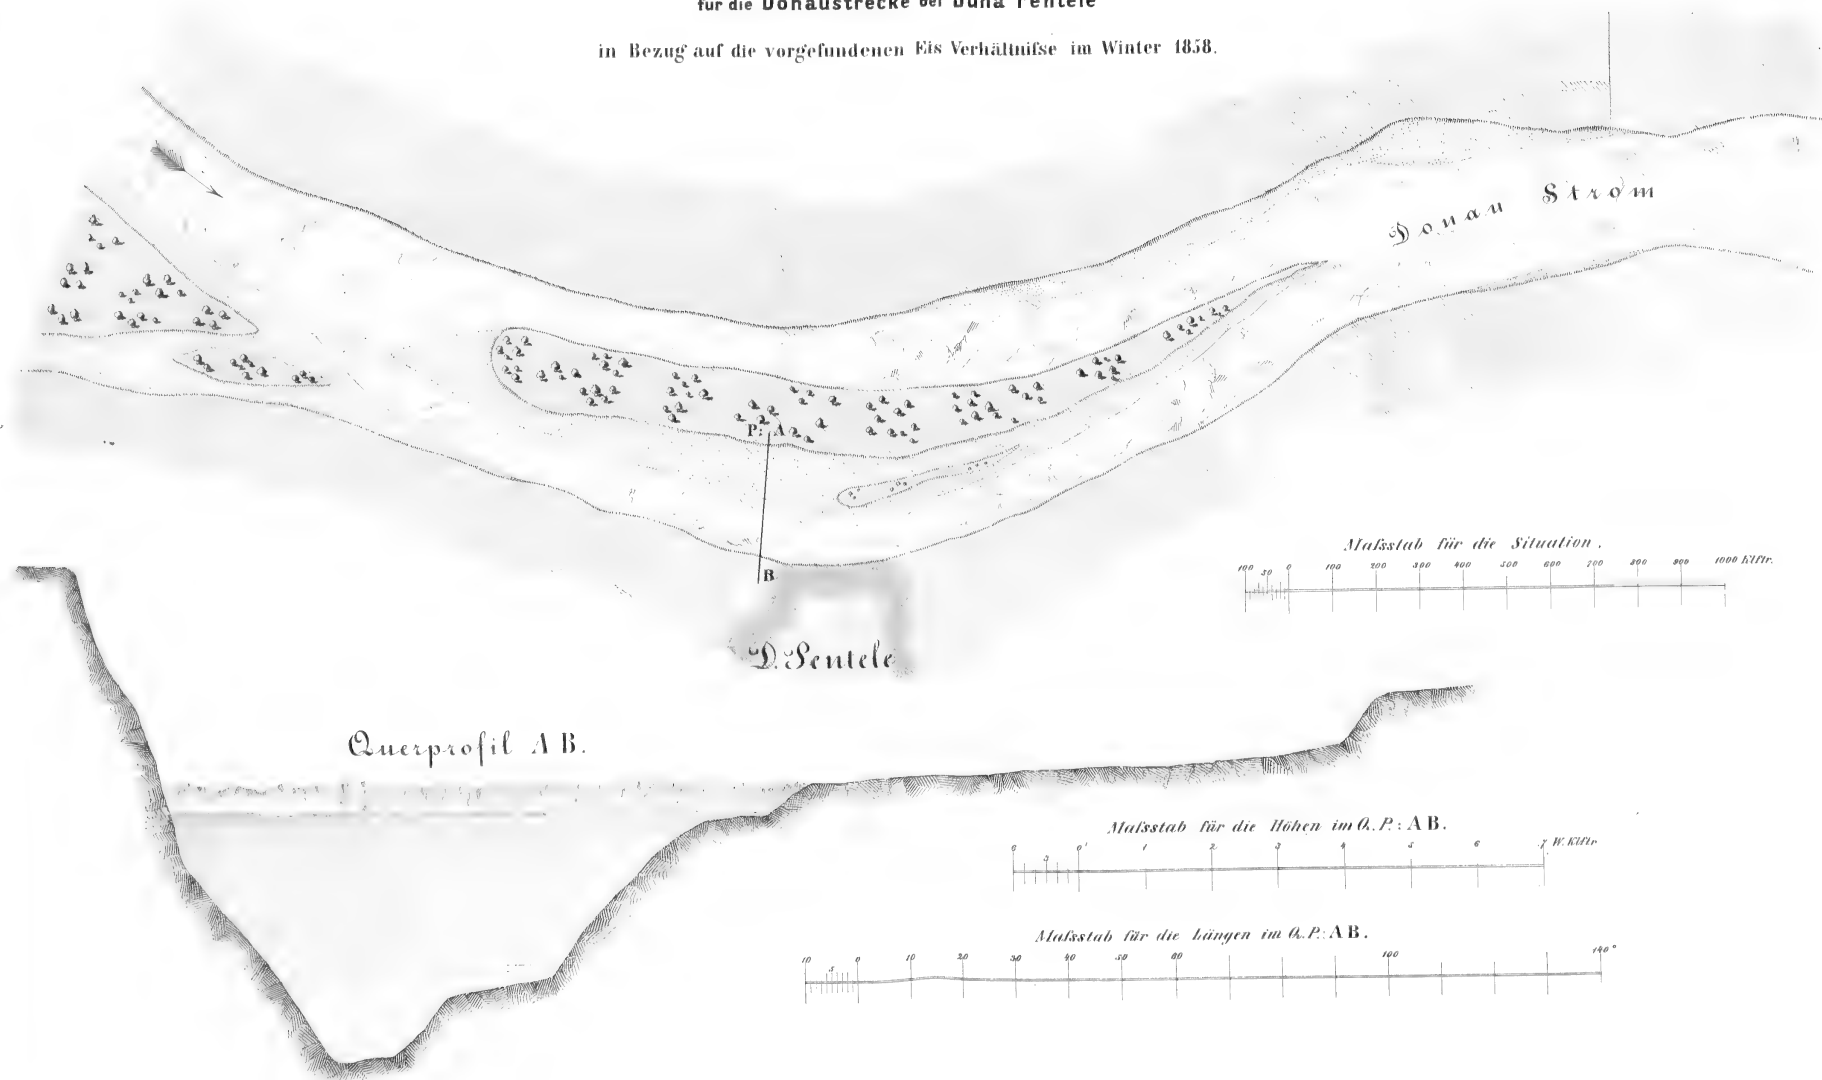 für die Donaustrecke bei Duna Pentele
in Bezug auf die vorgefundenen Eis Verhältniſse im Winter 1858.
Donau Strom
P: A
B
D. Pentele
Maſsstab für die Situation.
100 50 0 100 200 300 400 500 600 700 800 900 1000 Klftr.
Querprofil A B.
Maſsstab für die Höhen im Q. P.: A B.
6 3 0' 1 2 3 4 5 6 7 W. Klftr
Maſsstab für die Längen im Q. P.: A B.
10 5 0 10 20 30 40 50 60 100 140°